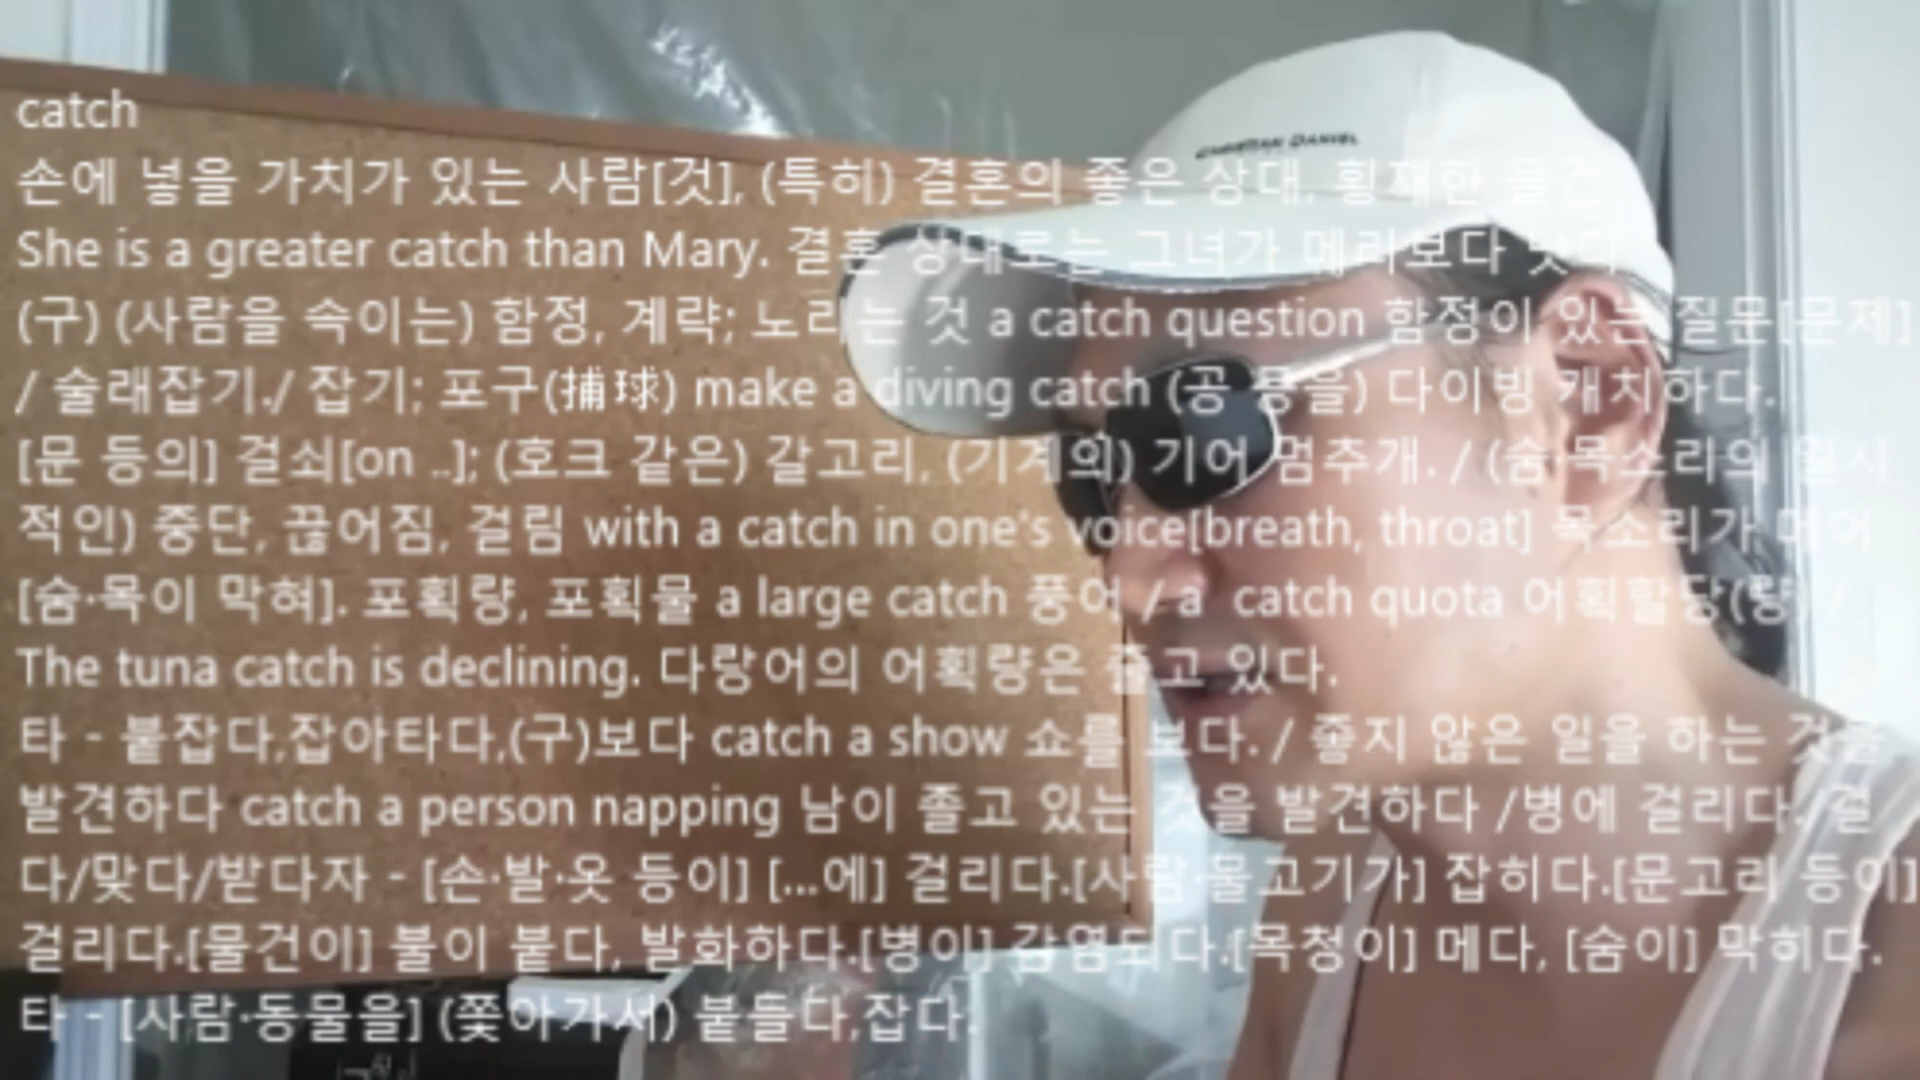 catch
손에 넣을 가치가 있는 사람[것], (특히) 결혼의 좋은 상대, 횡재한 물건
She is a greater catch than Mary. 결혼 상대로는 그녀가 메리보다 낫다
(구) (사람을 속이는) 함정, 계략; 노리는 것 a catch question 함정이 있는 질문[문제]
/ 술래잡기./ 잡기; 포구(捕球) make a diving catch (공 등을) 다이빙 캐치하다.
[문 등의] 걸쇠[on ..]; (호크 같은) 갈고리, (기계의) 기어 멈추개. / (숨·목소리의 일시
적인) 중단, 끊어짐, 걸림 with a catch in one's voice[breath, throat] 목소리가 메어
[숨·목이 막혀]. 포획량, 포획물 a large catch 풍어 / a catch quota 어획할당(량) /
The tuna catch is declining. 다랑어의 어획량은 줄고 있다.
타 - 붙잡다,잡아타다,(구)보다 catch a show 쇼를 보다. / 좋지 않은 일을 하는 것을
발견하다 catch a person napping 남이 졸고 있는 것을 발견하다 /병에 걸리다. /걸
다/맞다/받다자 - [손·발·옷 등이] [...에] 걸리다.[사람·물고기가] 잡히다.[문고리 등이]
걸리다.[물건이] 불이 붙다, 발화하다.[병이] 감염되다.[목청이] 메다, [숨이] 막히다.
타 - [사람·동물을] (쫓아가서) 붙들다,잡다.
CHRISTIAN DANIEL